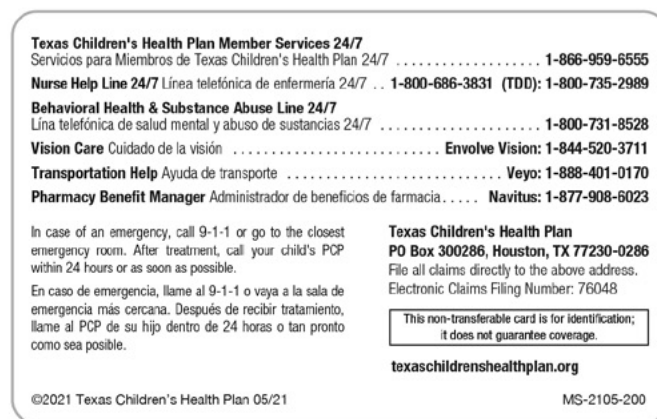 Texas Children's Health Plan Member Services 24/7
Servicios para Miembros de Texas Children's Health Plan 24/7 . . . . . . . . . . . . . . . . . . . 1-866-959-6555
Nurse Help Line 24/7 Línea telefónica de enfermería 24/7 . . 1-800-686-3831 (TDD): 1-800-735-2989
Behavioral Health & Substance Abuse Line 24/7
Lína telefónica de salud mental y abuso de sustancias 24/7 . . . . . . . . . . . . . . . . . . . . . 1-800-731-8528
Vision Care Cuidado de la visión . . . . . . . . . . . . . . . . . . . . . . . . . . . Envolve Vision: 1-844-520-3711
Transportation Help Ayuda de transporte . . . . . . . . . . . . . . . . . . . . . . . . . . . . Veyo: 1-888-401-0170
Pharmacy Benefit Manager Administrador de beneficios de farmacia. . . . . Navitus: 1-877-908-6023
In case of an emergency, call 9-1-1 or go to the closest
emergency room. After treatment, call your child's PCP
within 24 hours or as soon as possible.
En caso de emergencia, llame al 9-1-1 o vaya a la sala de
emergencia más cercana. Después de recibir tratamiento,
llame al PCP de su hijo dentro de 24 horas o tan pronto
como sea posible.
Texas Children's Health Plan
PO Box 300286, Houston, TX 77230-0286
File all claims directly to the above address.
Electronic Claims Filing Number: 76048
This non-transferable card is for identification;
it does not guarantee coverage.
texaschildrenshealthplan.org
©2021 Texas Children's Health Plan 05/21
MS-2105-200